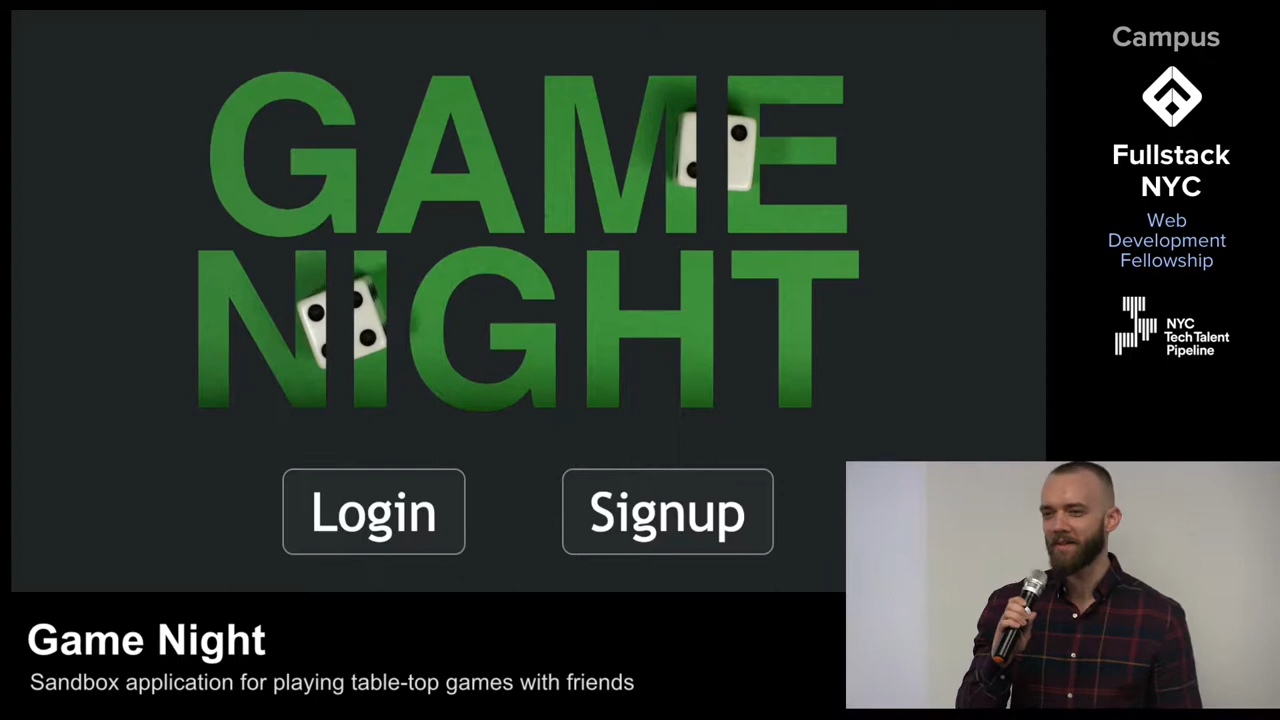 GAME
NIGHT
Login
Signup
Game Night
Sandbox application for playing table-top games with friends
Campus
Fullstack
NYC
Web
Development
Fellowship
NYC
Tech Talent
Pipeline